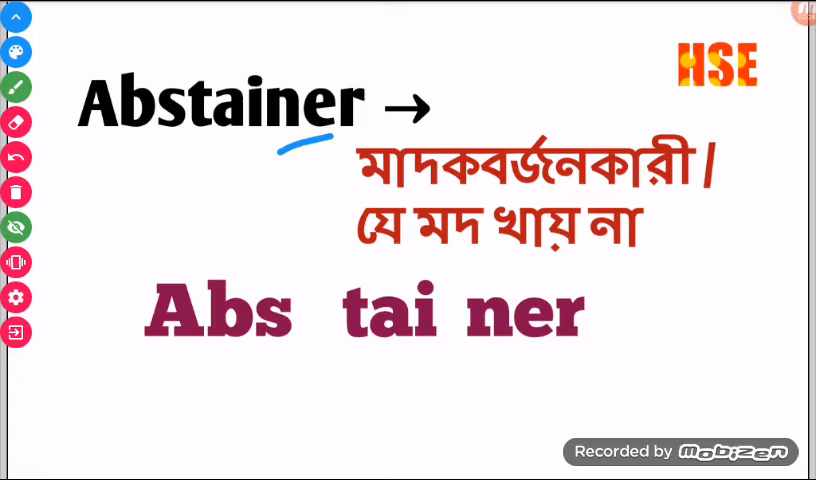 HSE
Abstainer →
মাদকবর্জনকারী /
যে মদ খায় না
Abs tai ner
Recorded by mobizen